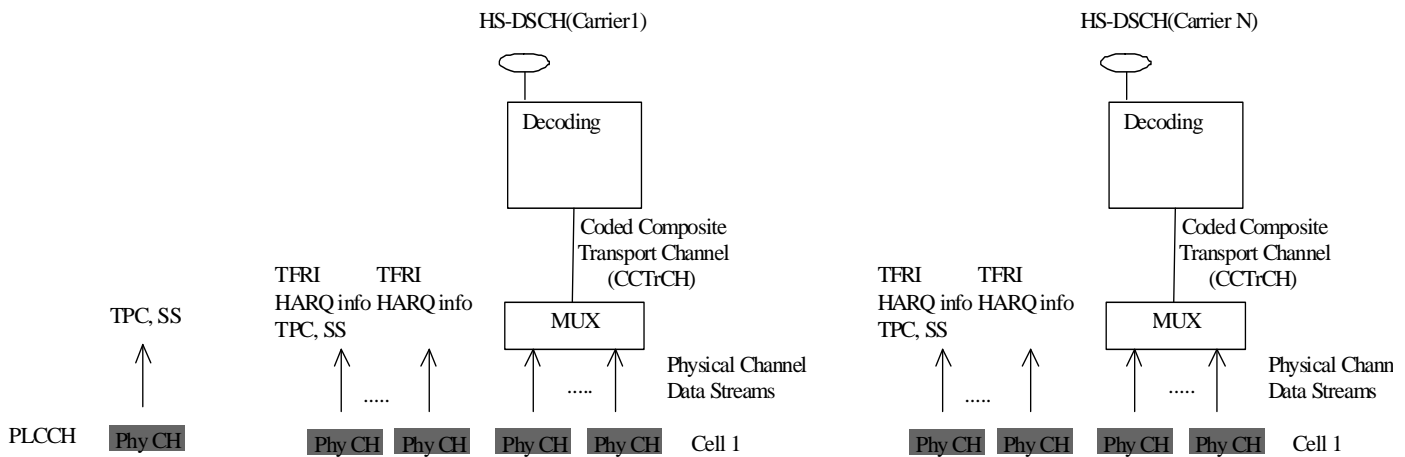 HS-DSCH(Carrier1)
HS-DSCH(Carrier N)
Decoding
Decoding
Coded Composite
Transport Channel
(CCTrCH)
Coded Composite
Transport Channel
(CCTrCH)
TFRI
HARQ info
TPC, SS
TFRI
HARQ info
TFRI
HARQ info
TPC, SS
TFRI
HARQ info
TPC, SS
MUX
MUX
Physical Channel
Data Streams
Physical Chann
Data Streams
.....
.....
.....
.....
PLCCH
Phy CH
Phy CH
Phy CH
Phy CH
Phy CH
Cell 1
Phy CH
Phy CH
Phy CH
Phy CH
Cell 1